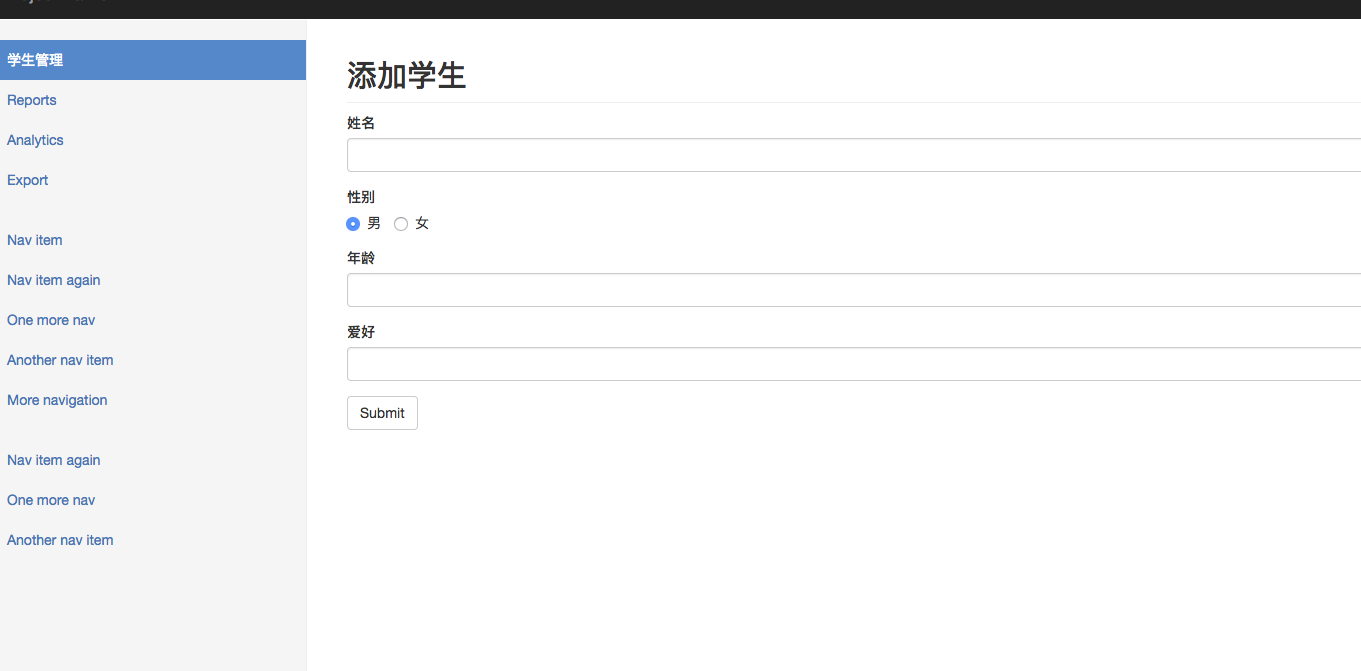 学生管理
Reports
Analytics
Export
Nav item
Nav item again
One more nav
Another nav item
More navigation
Nav item again
One more nav
Another nav item
添加学生
姓名
性别
男 女
年龄
爱好
Submit